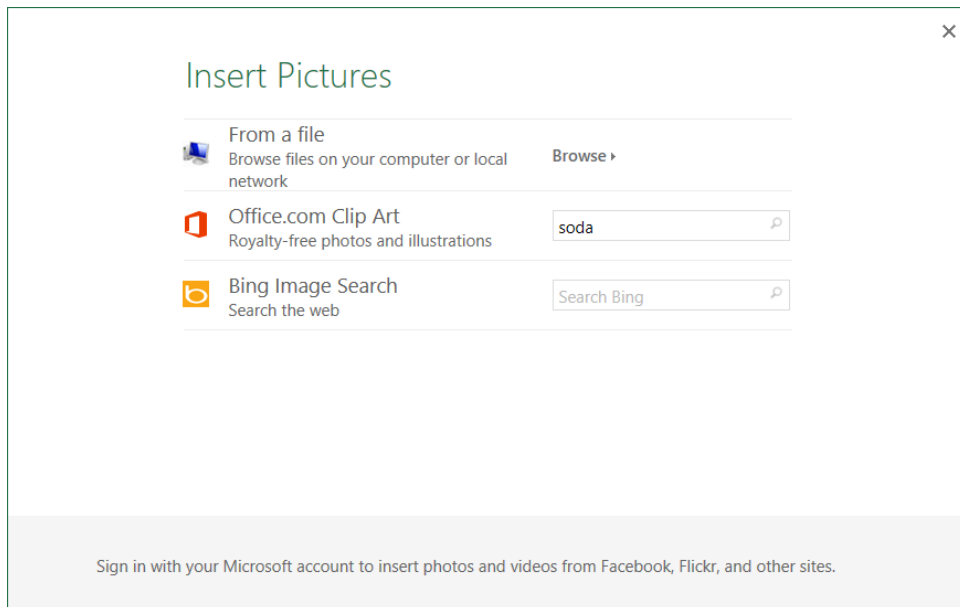 Insert Pictures
From a file
Browse files on your computer or local
network
Browse
Office.com Clip Art
Royalty-free photos and illustrations
soda
Bing Image Search
Search the web
Search Bing
Sign in with your Microsoft account to insert photos and videos from Facebook, Flickr, and other sites.